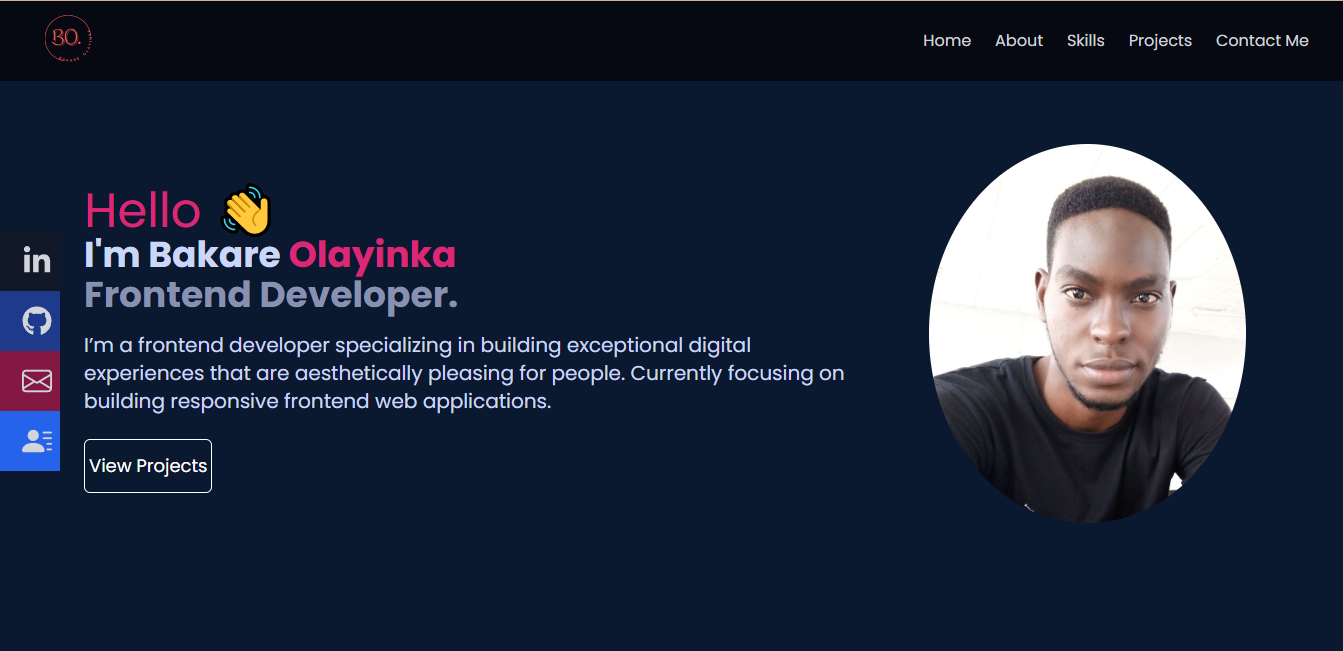 BO.
Home About Skills Projects Contact Me
Hello 👋
I'm Bakare Olayinka
Frontend Developer.
in
I’m a frontend developer specializing in building exceptional digital
experiences that are aesthetically pleasing for people. Currently focusing on
building responsive frontend web applications.
View Projects